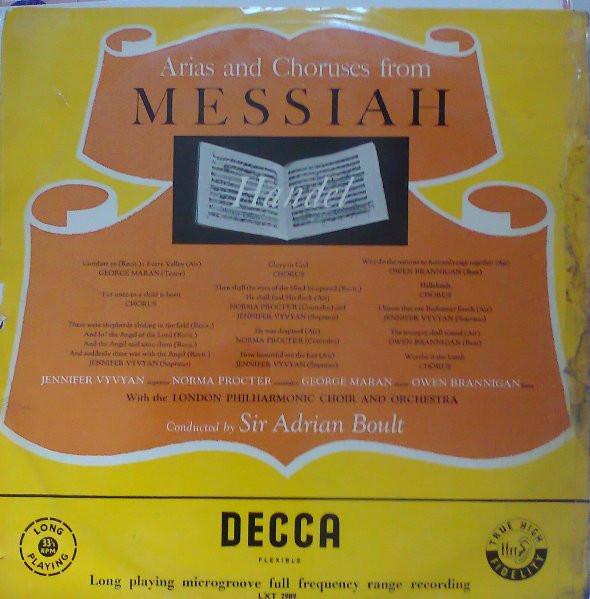 Arias and Choruses from
MESSIAH
Handel
Comfort ye (Recit.); Every Valley (Air)
GEORGE MARAN (Tenor)
For unto us a child is born
CHORUS
There were shepherds abiding in the field (Recit.)
And lo! the Angel of the Lord (Recit.)
And the Angel said unto them (Recit.)
And suddenly there was with the Angel (Recit.)
JENNIFER VYVYAN (Soprano)
Glory to God
CHORUS
Then shall the eyes of the blind be opened (Recit.)
He shall feed His flock (Air)
NORMA PROCTER (Contralto) and
JENNIFER VYVYAN (Soprano)
He was despised (Air)
NORMA PROCTER (Contralto)
How beautiful are the feet (Air)
JENNIFER VYVYAN (Soprano)
Why do the nations so furiously rage together (Air)
OWEN BRANNIGAN (Bass)
Hallelujah
CHORUS
I know that my Redeemer liveth (Air)
JENNIFER VYVYAN (Soprano)
The trumpet shall sound (Air)
OWEN BRANNIGAN (Bass)
Worthy is the Lamb
CHORUS
JENNIFER VYVYAN soprano NORMA PROCTER contralto GEORGE MARAN tenor OWEN BRANNIGAN bass
With the LONDON PHILHARMONIC CHOIR AND ORCHESTRA
Conducted by Sir Adrian Boult
LONG
33⅓
RPM
PLAYING
DECCA
FLEXIBLE
TRUE HIGH
ffrr
FIDELITY
Long playing microgroove full frequency range recording
LXT 2989